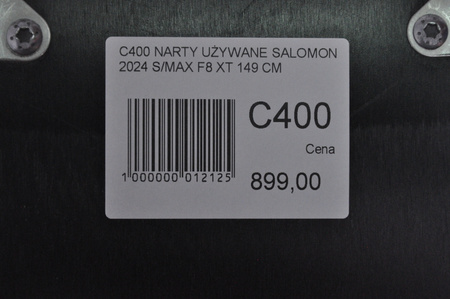 C400 NARTY UŻYWANE SALOMON
2024 S/MAX F8 XT 149 CM
C400
Cena
1 000000 012125
899,00